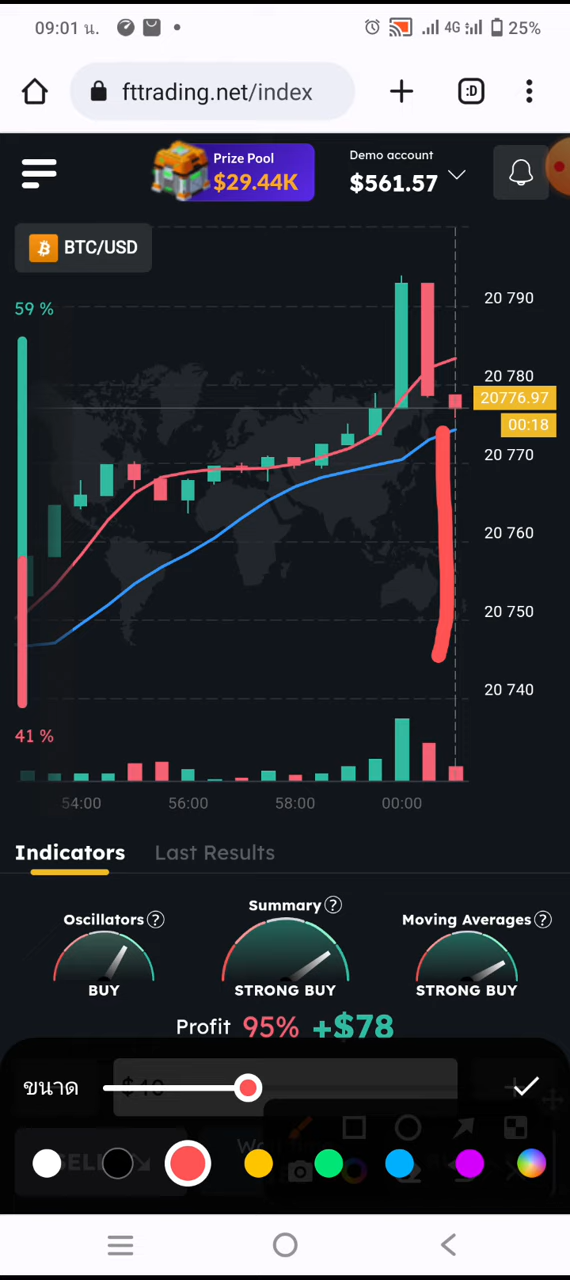 09:01 น.
4G
25%
fttrading.net/index
:D
Prize Pool
$29.44K
Demo account
$561.57
BTC/USD
59 %
20 790
20 780
20776.97
00:18
20 770
20 760
20 750
20 740
41 %
54:00
56:00
58:00
00:00
Indicators
Last Results
Oscillators ?
Summary ?
Moving Averages ?
BUY
STRONG BUY
STRONG BUY
Profit 95% +$78
ขนาด